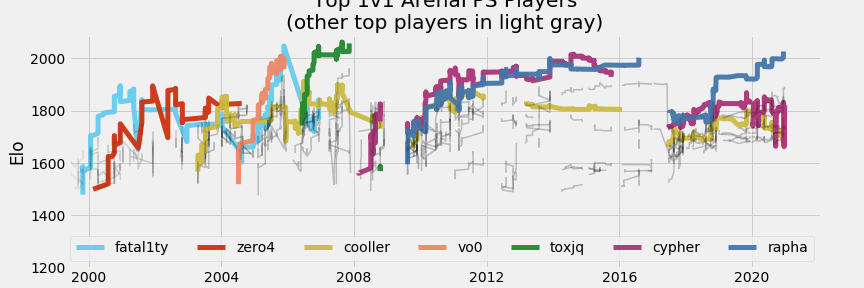 Top 1v1 Arena FPS Players
(other top players in light gray)
2000
1800
1600
1400
1200
Elo
fatal1ty zero4 cooller vo0 toxjq cypher rapha
2000 2004 2008 2012 2016 2020